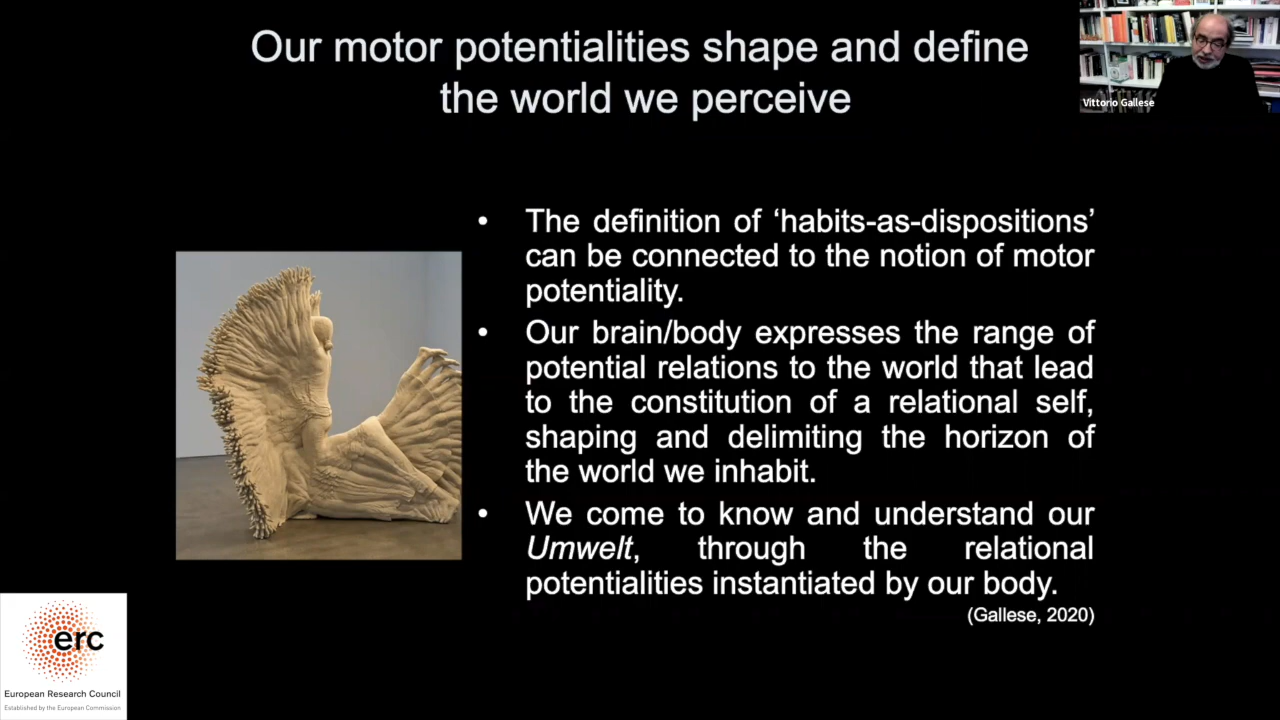 Our motor potentialities shape and define
the world we perceive
Vittorio Gallese
• The definition of ‘habits-as-dispositions’
can be connected to the notion of motor
potentiality.
• Our brain/body expresses the range of
potential relations to the world that lead
to the constitution of a relational self,
shaping and delimiting the horizon of
the world we inhabit.
• We come to know and understand our
Umwelt, through the relational
potentialities instantiated by our body.
(Gallese, 2020)
erc
European Research Council
Established by the European Commission